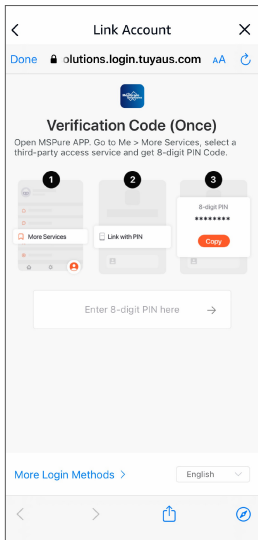 Link Account
Done olutions.login.tuyaus.com AA
Verification Code (Once)
Open MSPure APP. Go to Me > More Services, select a
third-party access service and get 8-digit PIN Code.
1 2 3
8-digit PIN
********
More Services
Link with PIN
Copy
Enter 8-digit PIN here
More Login Methods >
English